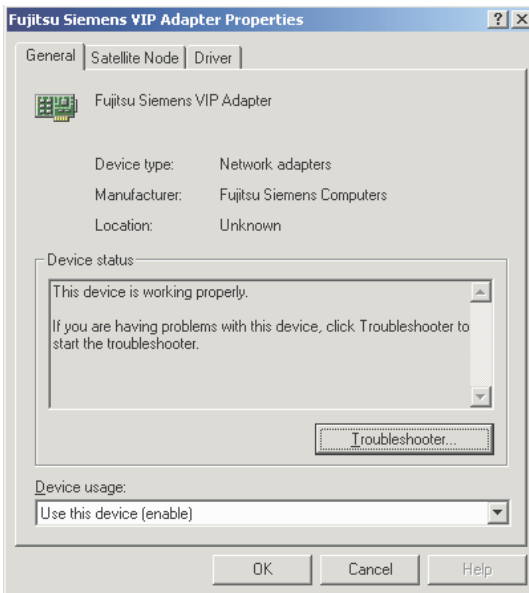 Fujitsu Siemens VIP Adapter Properties
General Satellite Node Driver
Fujitsu Siemens VIP Adapter
Device type: Network adapters
Manufacturer: Fujitsu Siemens Computers
Location: Unknown
Device status
This device is working properly.
If you are having problems with this device, click Troubleshooter to
start the troubleshooter.
Troubleshooter...
Device usage:
Use this device (enable)
OK Cancel Help